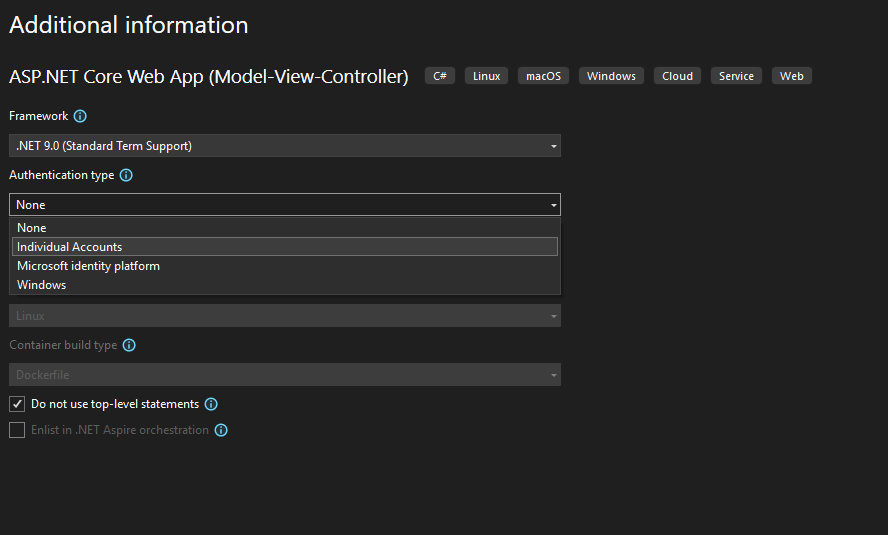 Additional information
ASP.NET Core Web App (Model-View-Controller) C# Linux macOS Windows Cloud Service Web
Framework
.NET 9.0 (Standard Term Support)
Authentication type
None
None
Individual Accounts
Microsoft identity platform
Windows
Linux
Container build type
Dockerfile
Do not use top-level statements
Enlist in .NET Aspire orchestration